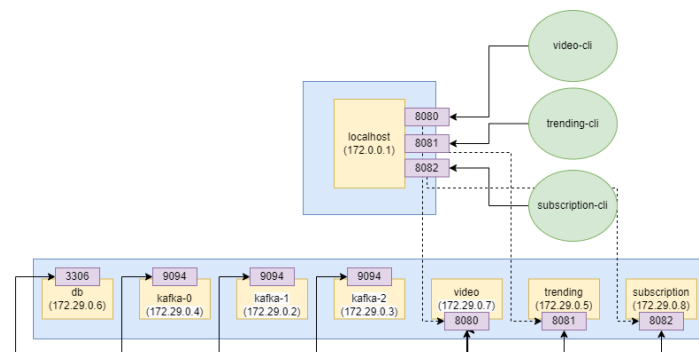 video-cli
8080
localhost
(172.0.0.1)
8081
trending-cli
8082
subscription-cli
3306
db
(172.29.0.6)
9094
kafka-0
(172.29.0.4)
9094
kafka-1
(172.29.0.2)
9094
kafka-2
(172.29.0.3)
video
(172.29.0.7)
8080
trending
(172.29.0.5)
8081
subscription
(172.29.0.8)
8082